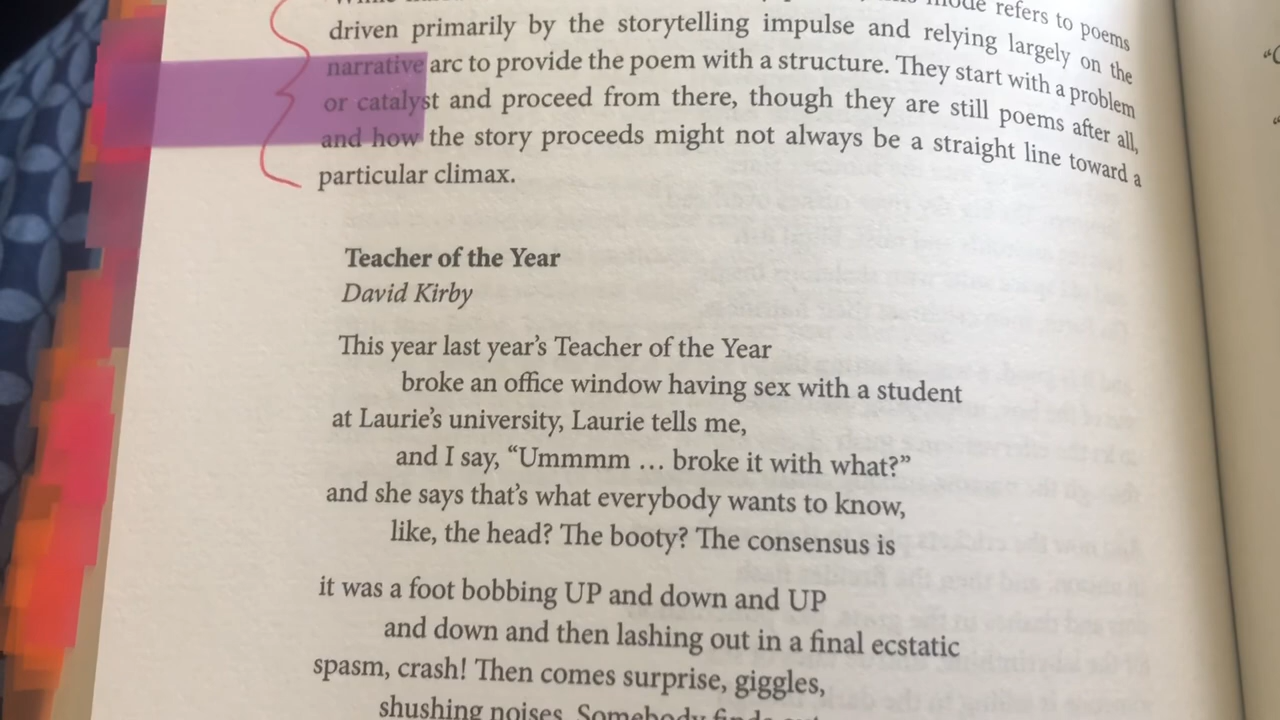 mode refers to poems
driven primarily by the storytelling impulse and relying largely on the
narrative arc to provide the poem with a structure. They start with a problem
or catalyst and proceed from there, though they are still poems after all,
and how the story proceeds might not always be a straight line toward a
particular climax.
Teacher of the Year
David Kirby
This year last year’s Teacher of the Year
broke an office window having sex with a student
at Laurie’s university, Laurie tells me,
and I say, “Ummmm … broke it with what?”
and she says that’s what everybody wants to know,
like, the head? The booty? The consensus is
it was a foot bobbing UP and down and UP
and down and then lashing out in a final ecstatic
spasm, crash! Then comes surprise, giggles,
shushing noises. Somebody finds